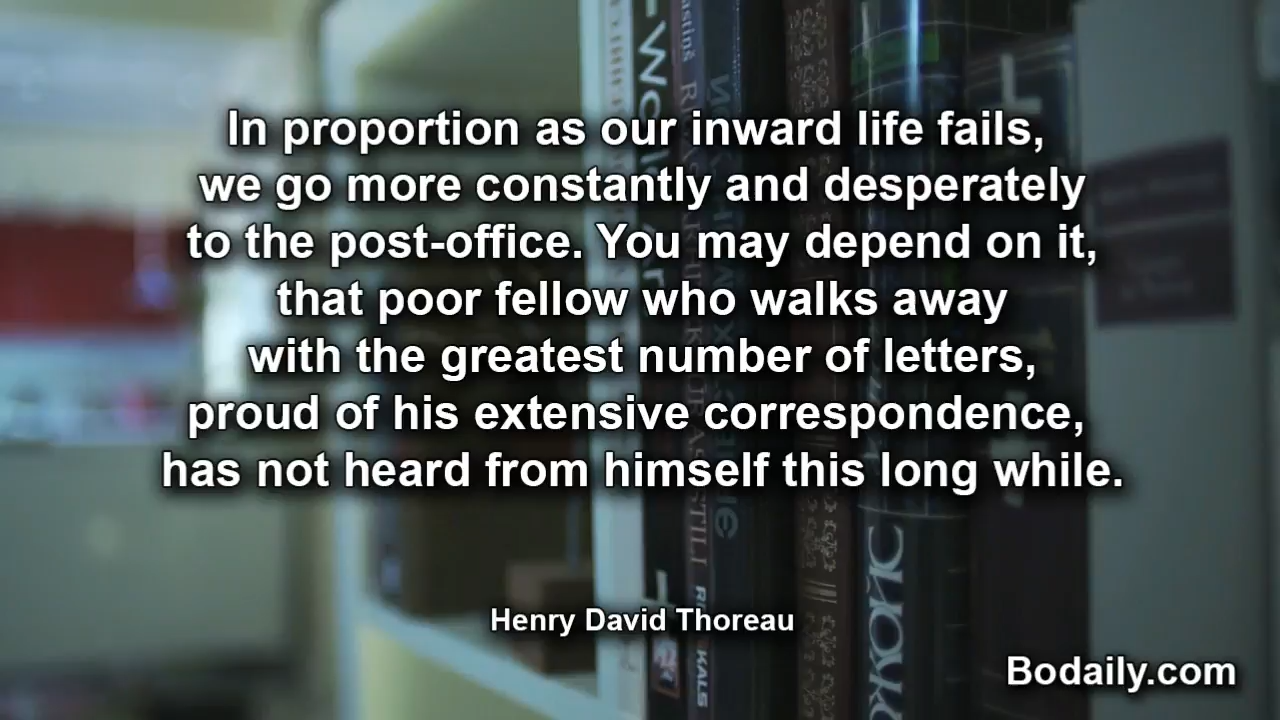 In proportion as our inward life fails,
we go more constantly and desperately
to the post-office. You may depend on it,
that poor fellow who walks away
with the greatest number of letters,
proud of his extensive correspondence,
has not heard from himself this long while.
Henry David Thoreau
Bodaily.com